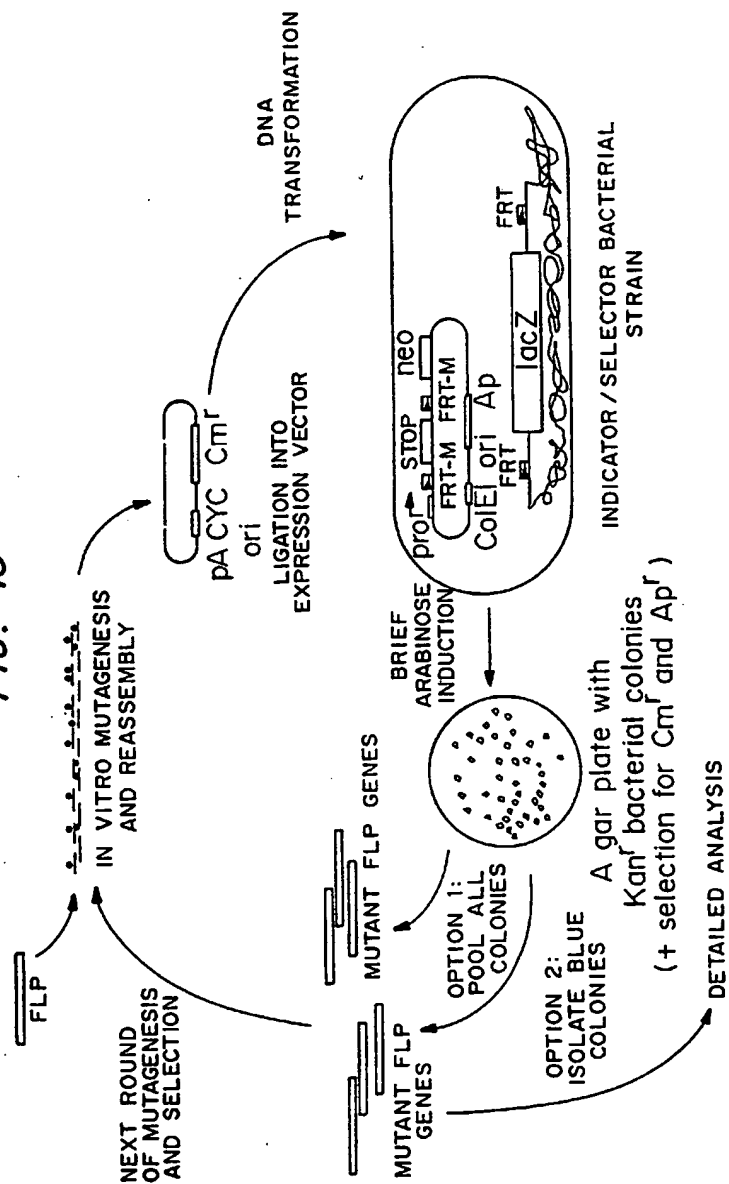 FLP
IN VITRO MUTAGENESIS
AND REASSEMBLY
NEXT ROUND
OF MUTAGENESIS
AND SELECTION
pA CYC Cmr
ori
LIGATION INTO
EXPRESSION VECTOR
DNA
TRANSFORMATION
MUTANT FLP GENES
MUTANT FLP
GENES
OPTION 1:
POOL ALL
COLONIES
OPTION 2:
ISOLATE BLUE
COLONIES
BRIEF
ARABINOSE
INDUCTION
A gar plate with
Kanr bacterial colonies
(+ selection for Cmr and Apr)
DETAILED ANALYSIS
pro STOP neo
FRT-M FRT-M
ColEI ori Ap
FRT FRT
lacZ
INDICATOR/SELECTOR BACTERIAL
STRAIN